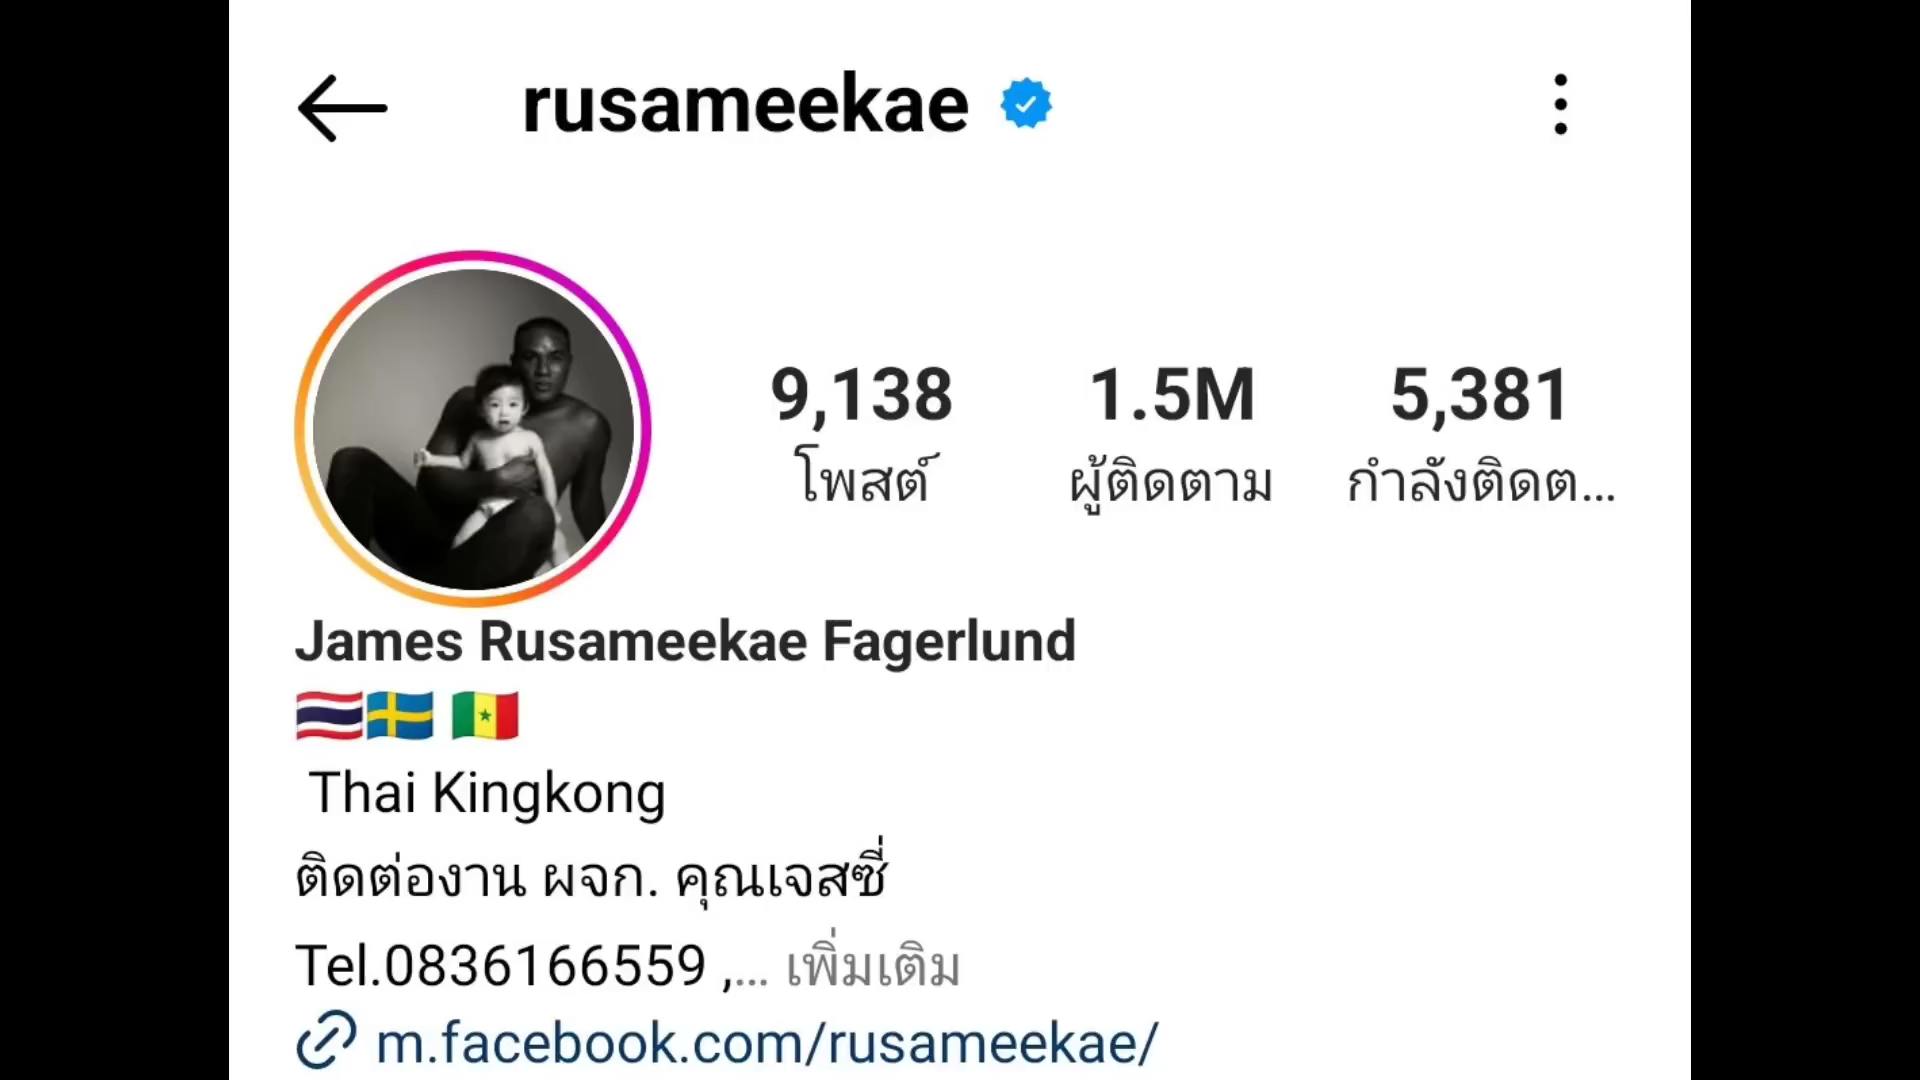 rusameekae
9,138 1.5M 5,381
โพสต์ ผู้ติดตาม กำลังติดต...
James Rusameekae Fagerlund
Thai Kingkong
ติดต่องาน ผจก. คุณเจสซี่
Tel.0836166559 ,... เพิ่มเติม
m.facebook.com/rusameekae/